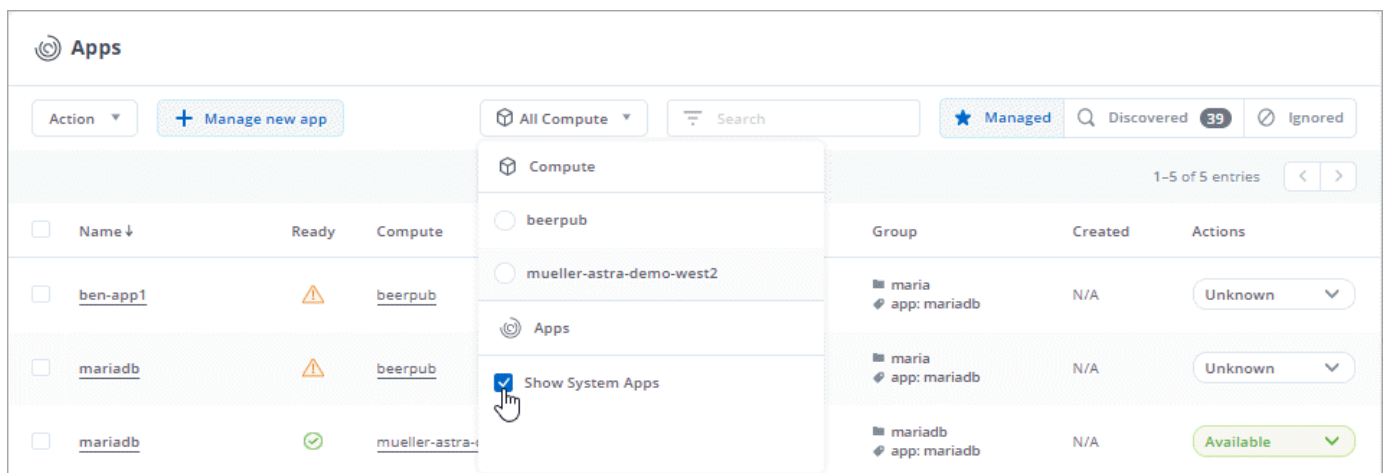 Apps
Action
+ Manage new app
All Compute
Search
Managed
Discovered 39
Ignored
Compute
1–5 of 5 entries
beerpub
mueller-astra-demo-west2
Apps
Show System Apps
Name↓ Ready Compute Group Created Actions
ben-app1 beerpub maria N/A Unknown
app: mariadb
mariadb beerpub maria N/A Unknown
app: mariadb
mariadb mueller-astra- mariadb N/A Available
app: mariadb